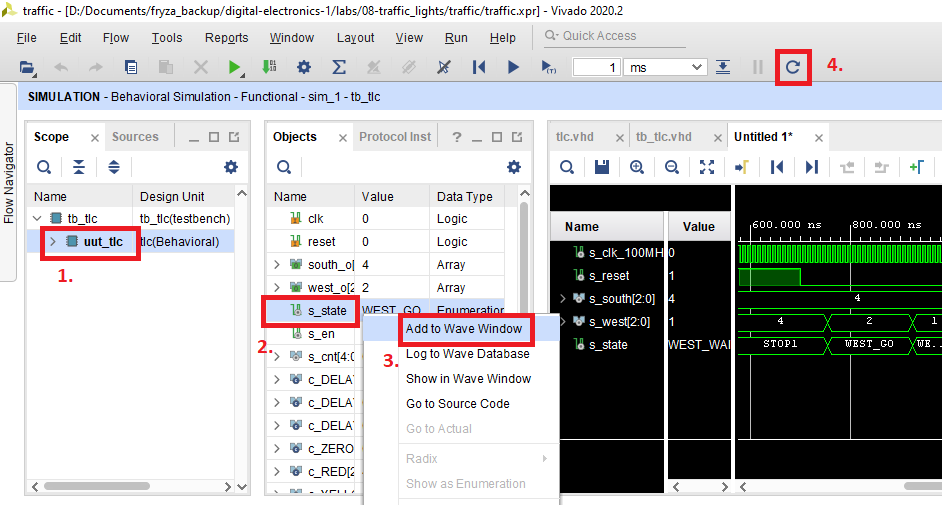 traffic - [D:/Documents/fryza_backup/digital-electronics-1/labs/08-traffic_lights/traffic/traffic.xpr] - Vivado 2020.2
File Edit Flow Tools Reports Window Layout View Run Help Quick Access
1 ms 4.
SIMULATION - Behavioral Simulation - Functional - sim_1 - tb_tlc
Flow Navigator
Scope Sources
Name Design Unit
tb_tlc tb_tlc(testbench)
uut_tlc tlc(Behavioral)
1.
Objects Protocol Inst
Name Value Data Type
clk 0 Logic
reset 0 Logic
south_o[ 4 Array
west_o[2 2 Array
s_state WEST_GO Enumeration
s_en
s_cnt[4:0
c_DELA
c_DELA
c_DELA
c_ZERO
c_RED[2
c_YELLO
2.
3.
Add to Wave Window
Log to Wave Database
Show in Wave Window
Go to Source Code
Go to Actual
Radix
Show as Enumeration
tlc.vhd tb_tlc.vhd Untitled 1*
Name Value
s_clk_100MH 0
s_reset 1
s_south[2:0] 4
s_west[2:0] 1
s_state WEST_WAI
600.000 ns 800.000 ns
4
4 2 1
STOP1 WEST_GO WE..